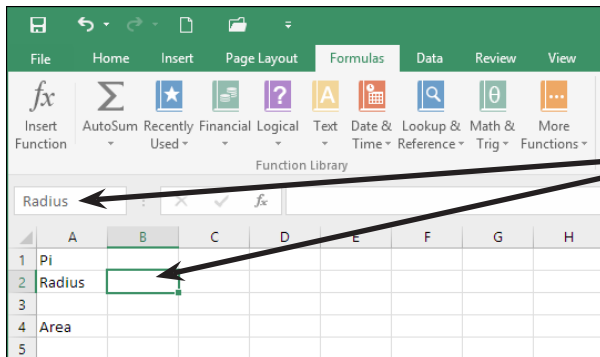 File Home Insert Page Layout Formulas Data Review View
fx Σ ? A θ
Insert Function AutoSum Recently Used Financial Logical Text Date & Time Lookup & Reference Math & Trig More Functions
Function Library
Radius fx
A B C D E F G H
1 Pi
2 Radius
3
4 Area
5